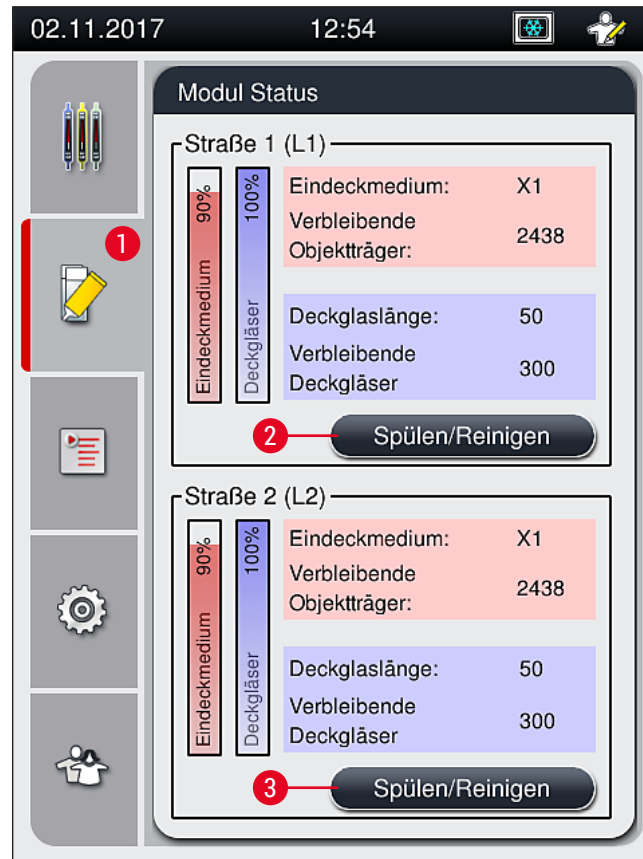 02.11.2017 12:54
1
Modul Status
Straße 1 (L1)
90%
Eindeckmedium
100%
Deckgläser
Eindeckmedium: X1
Verbleibende
Objektträger: 2438
Deckglaslänge: 50
Verbleibende
Deckgläser 300
2 Spülen/Reinigen
Straße 2 (L2)
90%
Eindeckmedium
100%
Deckgläser
Eindeckmedium: X1
Verbleibende
Objektträger: 2438
Deckglaslänge: 50
Verbleibende
Deckgläser 300
3 Spülen/Reinigen